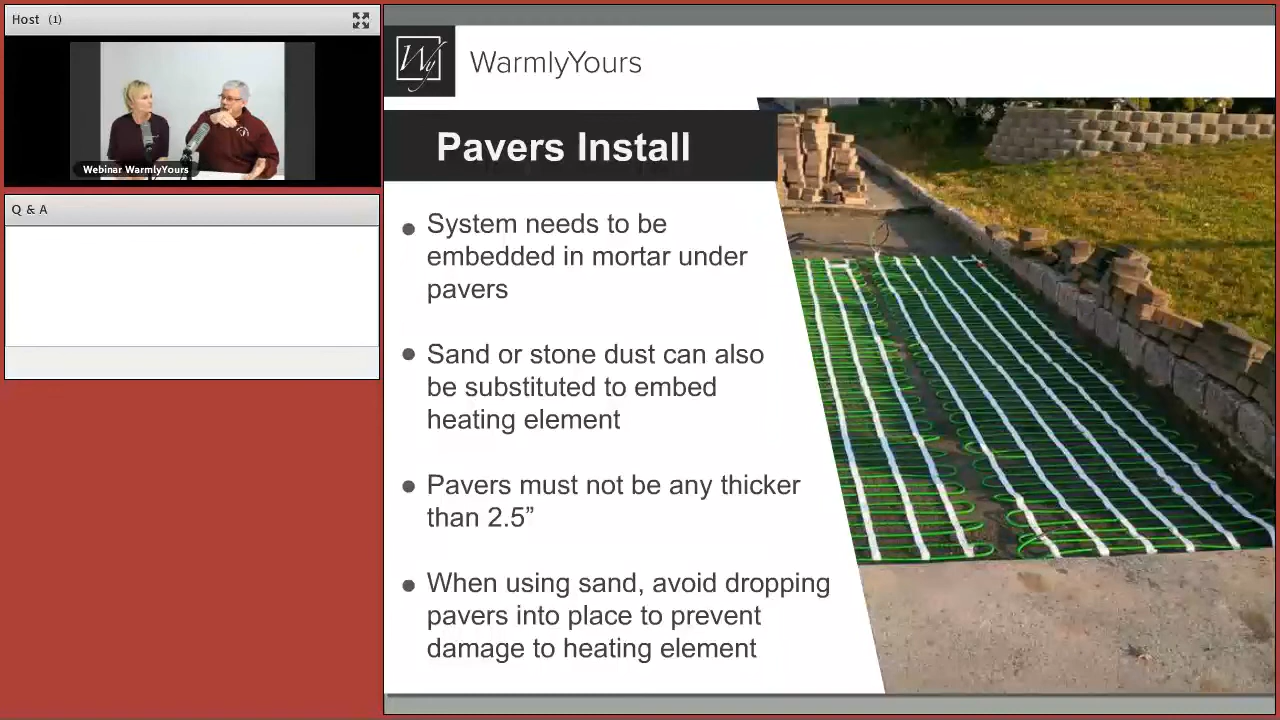 Host (1)
Webinar WarmlyYours
Q & A
Wy
WarmlyYours
Pavers Install
• System needs to be
embedded in mortar under
pavers
• Sand or stone dust can also
be substituted to embed
heating element
• Pavers must not be any thicker
than 2.5”
• When using sand, avoid dropping
pavers into place to prevent
damage to heating element